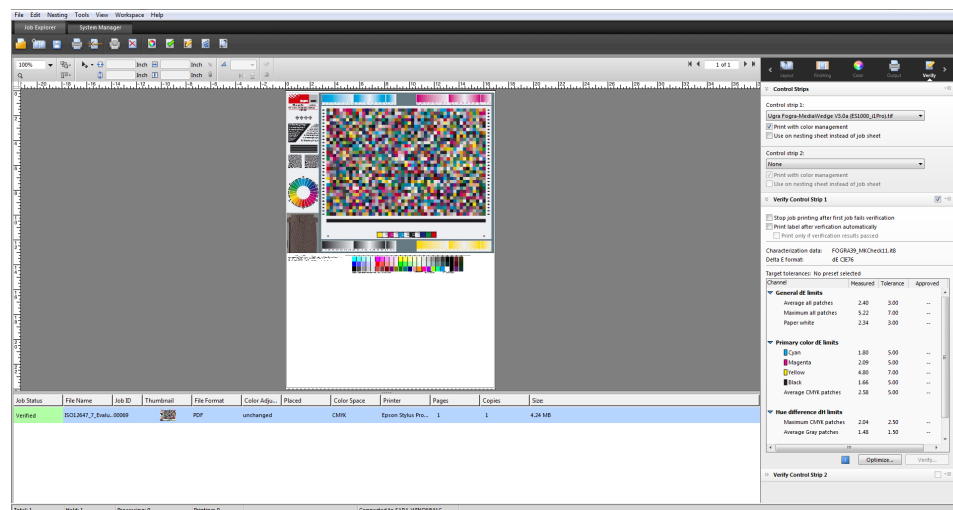 File Edit Nesting Tools View Workspace Help
Job Explorer System Manager
100% Inch Inch 1 of 1
Inch Inch
Layout Finishing Color Output Verify
Control Strips
Control strip 1:
Ugra Fogra-MediaWedge V3.0a (ES1000_i1Pro).tif
Print with color management
Use on nesting sheet instead of job sheet
Control strip 2:
None
Print with color management
Use on nesting sheet instead of job sheet
Verify Control Strip 1
Stop job printing after first job fails verification
Print label after verification automatically
Print only if verification results passed
Characterization data: FOGRA39_MKCheck11.it8
Delta E format: dE CIE76
Target tolerances: No preset selected
Channel Measured Tolerance Approved
General dE limits
Average all patches 2.40 3.00 --
Maximum all patches 5.22 7.00 --
Paper white 2.34 3.00 --
Primary color dE limits
Cyan 1.80 5.00 --
Magenta 2.09 5.00 --
Yellow 4.80 7.00 --
Black 1.66 5.00 --
Average CMYK patches 2.58 5.00 --
Hue difference dH limits
Maximum CMYK patches 2.04 2.50 --
Average Gray patches 1.48 1.50 --
Optimize... Verify...
Verify Control Strip 2
Job Status File Name Job ID Thumbnail File Format Color Adju... Placed Color Space Printer Pages Copies Size
Verified ISO12647_7_Evalu... 00069 PDF unchanged CMYK Epson Stylus Pro... 1 1 4.24 MB